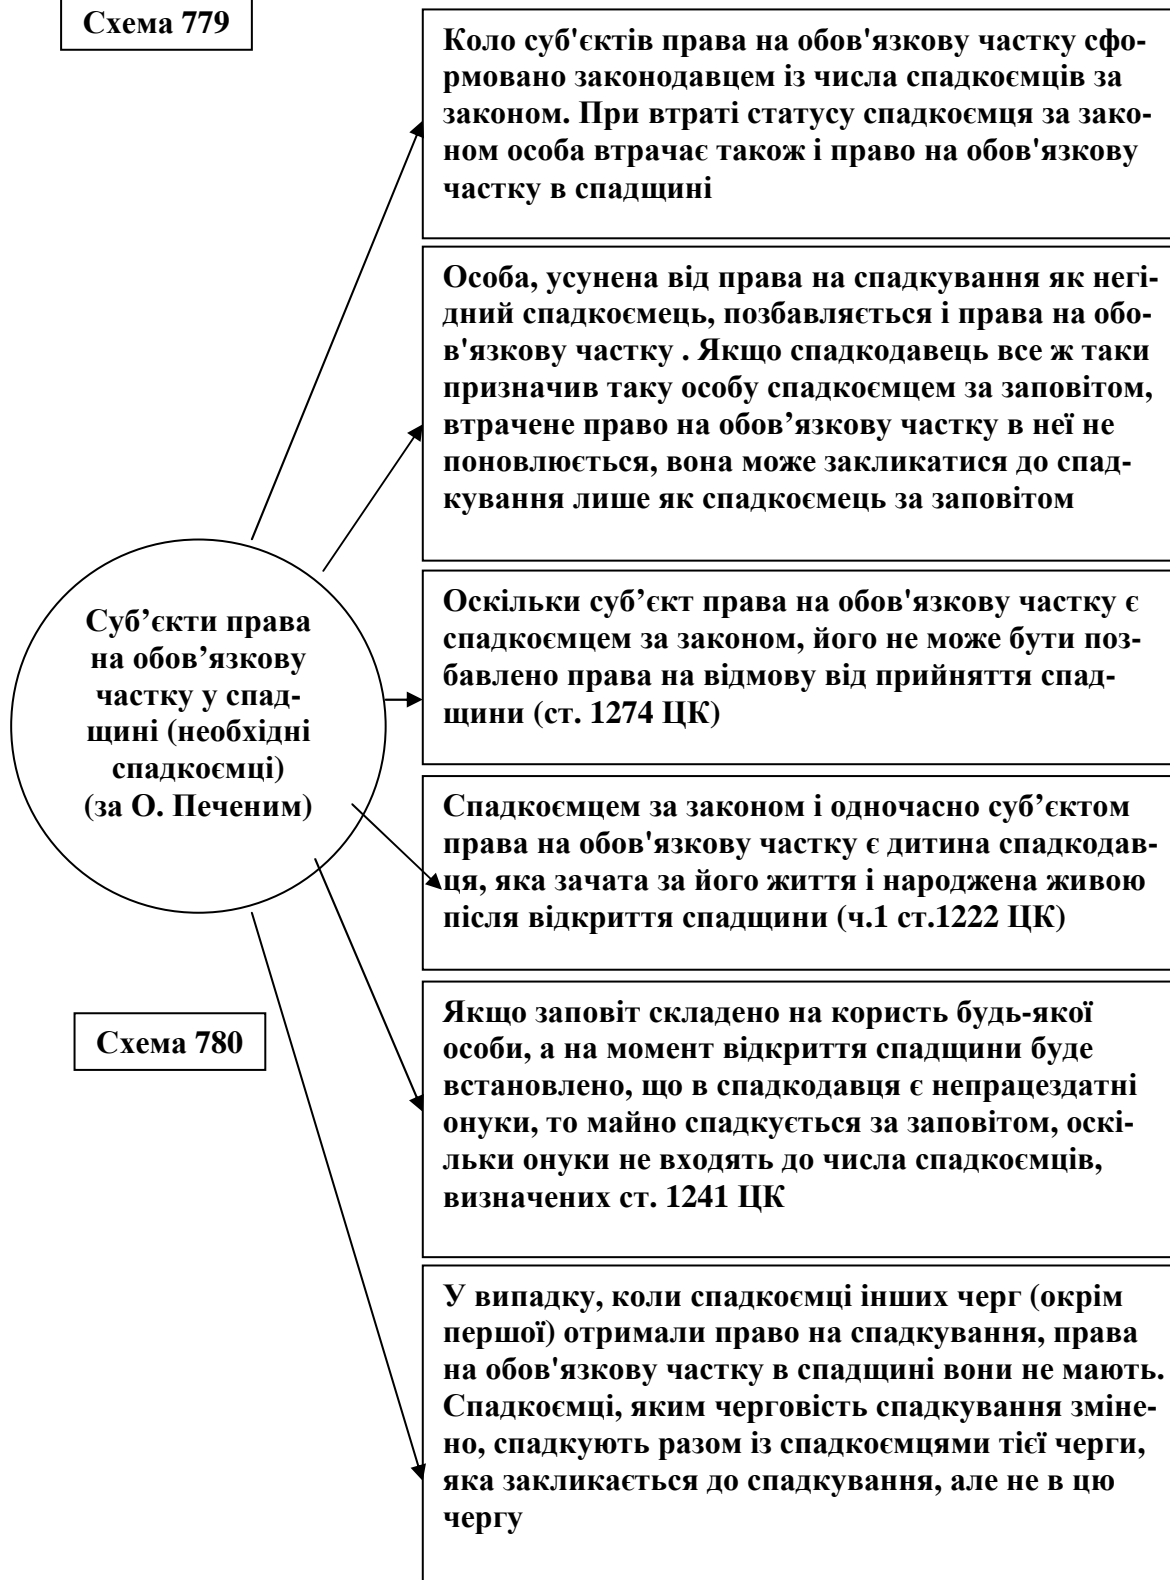 Схема 779
Коло суб'єктів права на обов'язкову частку сфо-
рмовано законодавцем із числа спадкоємців за
законом. При втраті статусу спадкоємця за зако-
ном особа втрачає також і право на обов'язкову
частку в спадщині
Особа, усунена від права на спадкування як негі-
дний спадкоємець, позбавляється і права на обо-
в'язкову частку . Якщо спадкодавець все ж таки
призначив таку особу спадкоємцем за заповітом,
втрачене право на обов’язкову частку в неї не
поновлюється, вона може закликатися до спад-
кування лише як спадкоємець за заповітом
Суб’єкти права
на обов’язкову
частку у спад-
щині (необхідні
спадкоємці)
(за О. Печеним)
Оскільки суб’єкт права на обов'язкову частку є
спадкоємцем за законом, його не може бути поз-
бавлено права на відмову від прийняття спад-
щини (ст. 1274 ЦК)
Спадкоємцем за законом і одночасно суб’єктом
права на обов'язкову частку є дитина спадкодав-
ця, яка зачата за його життя і народжена живою
після відкриття спадщини (ч.1 ст.1222 ЦК)
Схема 780
Якщо заповіт складено на користь будь-якої
особи, а на момент відкриття спадщини буде
встановлено, що в спадкодавця є непрацездатні
онуки, то майно спадкується за заповітом, оскі-
льки онуки не входять до числа спадкоємців,
визначених ст. 1241 ЦК
У випадку, коли спадкоємці інших черг (окрім
першої) отримали право на спадкування, права
на обов'язкову частку в спадщині вони не мають.
Спадкоємці, яким черговість спадкування зміне-
но, спадкують разом із спадкоємцями тієї черги,
яка закликається до спадкування, але не в цю
чергу